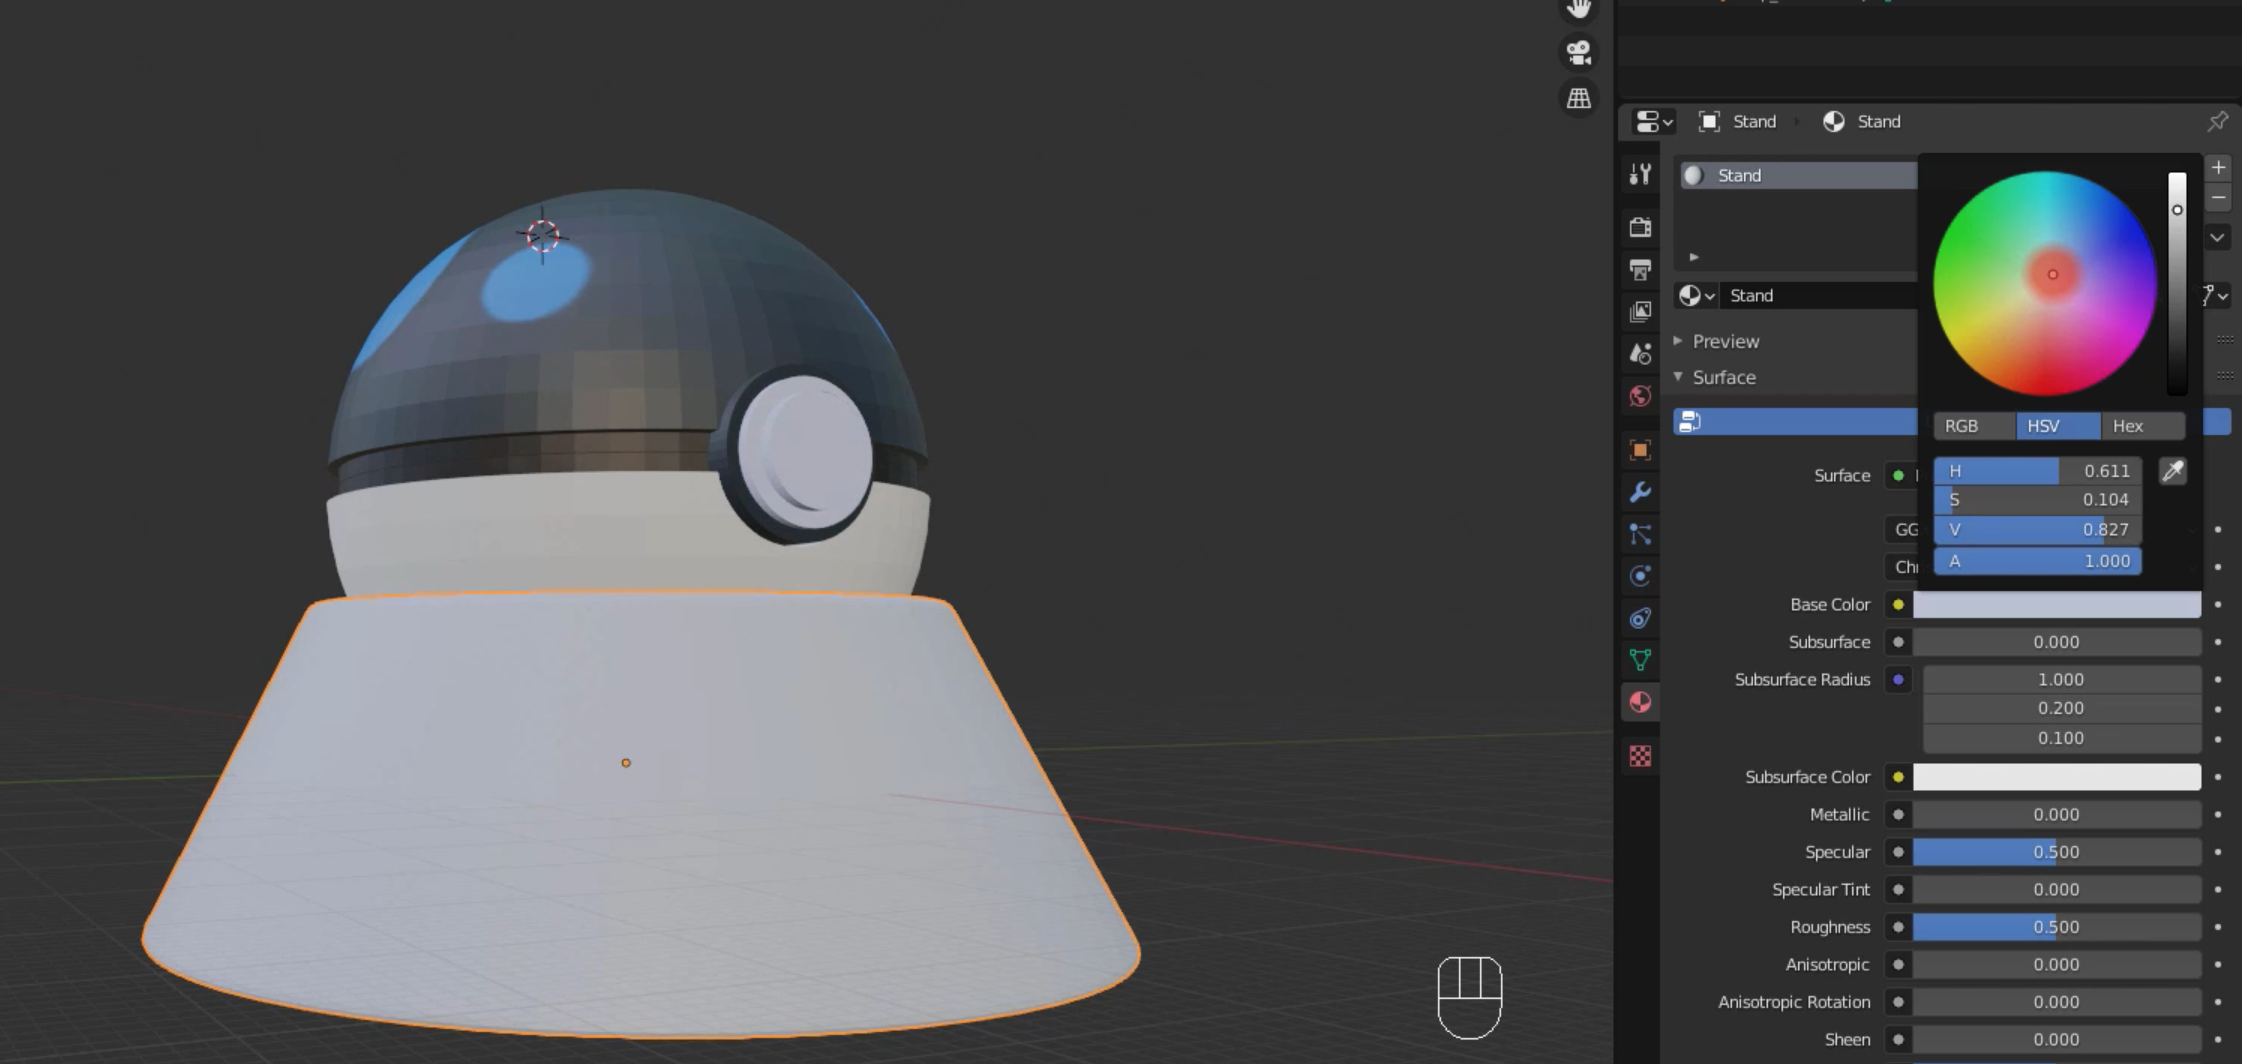 Stand Stand
Stand
Stand
Preview
Surface
RGB HSV Hex
H 0.611
Surface
S 0.104
GG
V 0.827
Ch
A 1.000
Base Color
Subsurface 0.000
Subsurface Radius 1.000
0.200
0.100
Subsurface Color
Metallic 0.000
Specular 0.500
Specular Tint 0.000
Roughness 0.500
Anisotropic 0.000
Anisotropic Rotation 0.000
Sheen 0.000